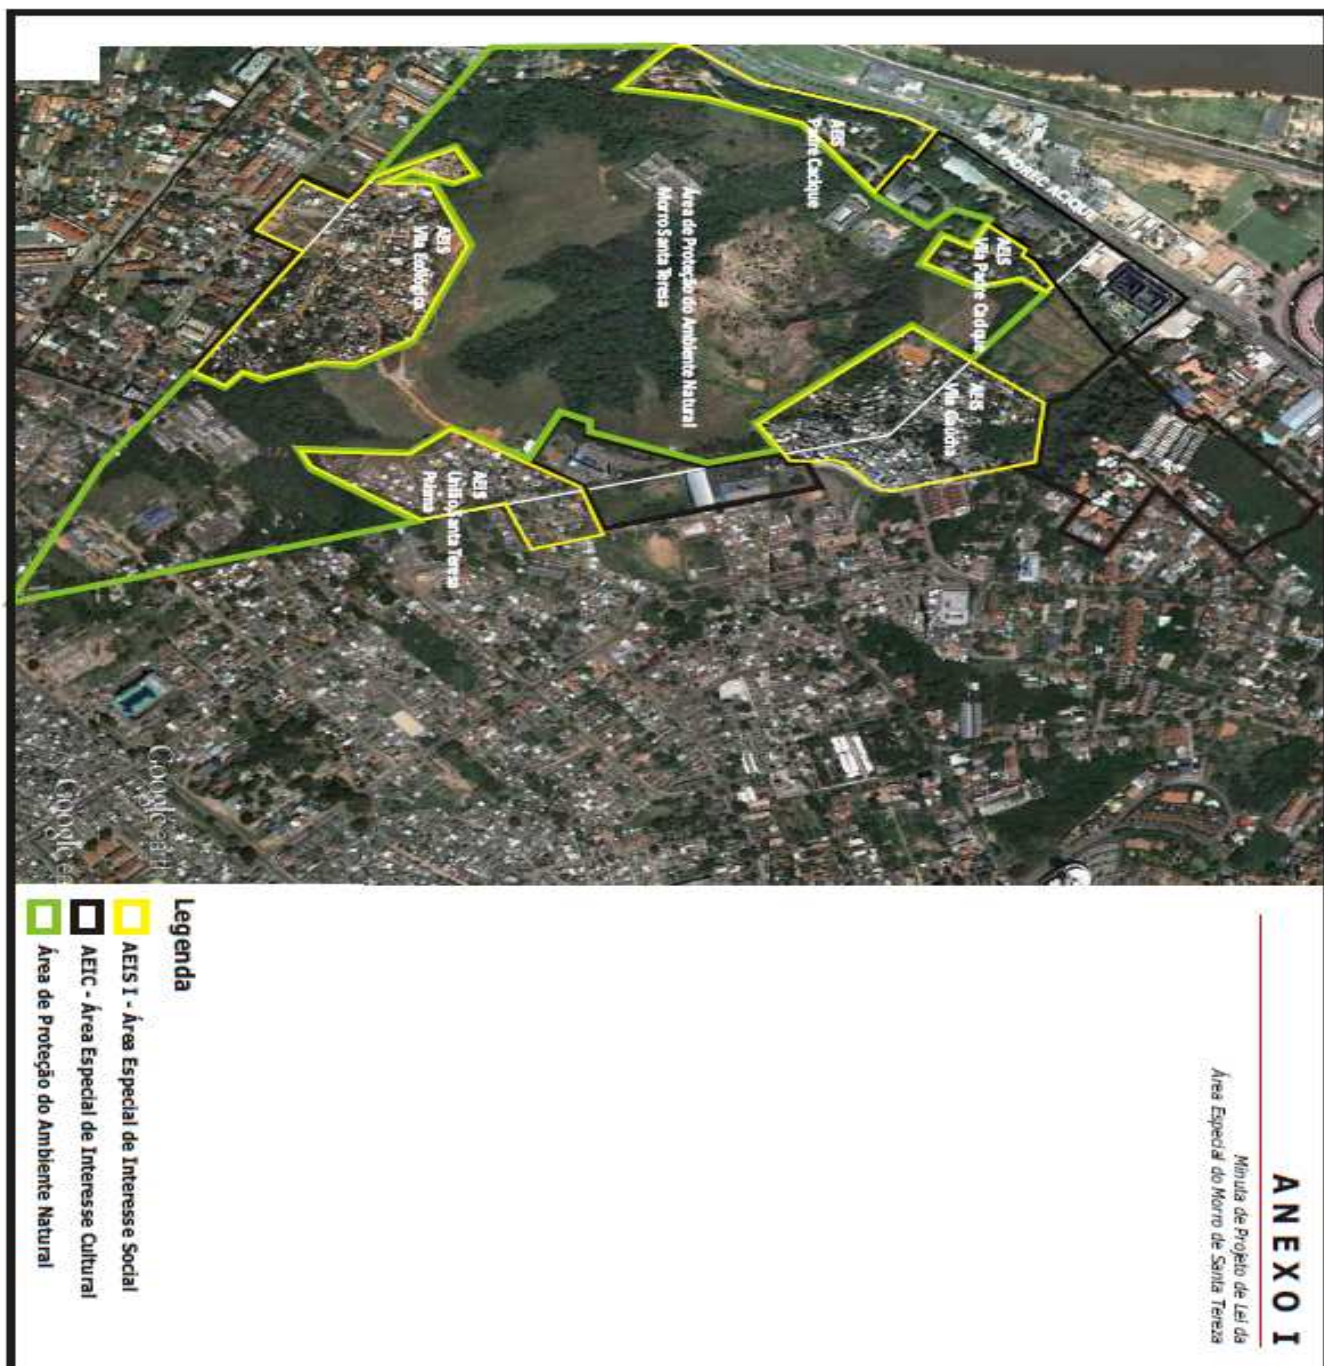 ANEXO I
Minuta de Projeto de Lei da
Área Especial do Morro de Santa Tereza
AV. PADRE CACIQUE
AEIS
Padre Cacique
AEIS
Vila Padre Cacique
AEIS
Vila Gaúcha
Área de Proteção do Ambiente Natural
Morro Santa Teresa
AEIS
Vila Ecológica
AEIS
União Santa Tereza
Google earth
Google ea
Legenda
AEIS I - Área Especial de Interesse Social
AEIC - Área Especial de Interesse Cultural
Área de Proteção do Ambiente Natural